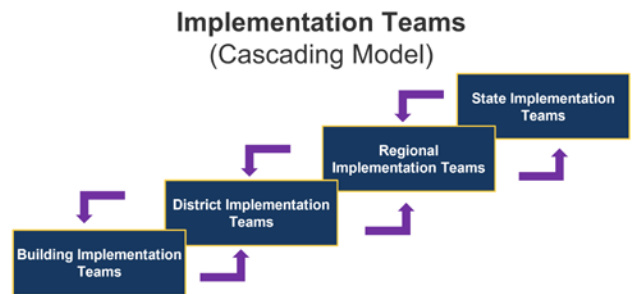 Implementation Teams
(Cascading Model)
State Implementation
Teams
Regional
Implementation Teams
District Implementation
Teams
Building Implementation
Teams